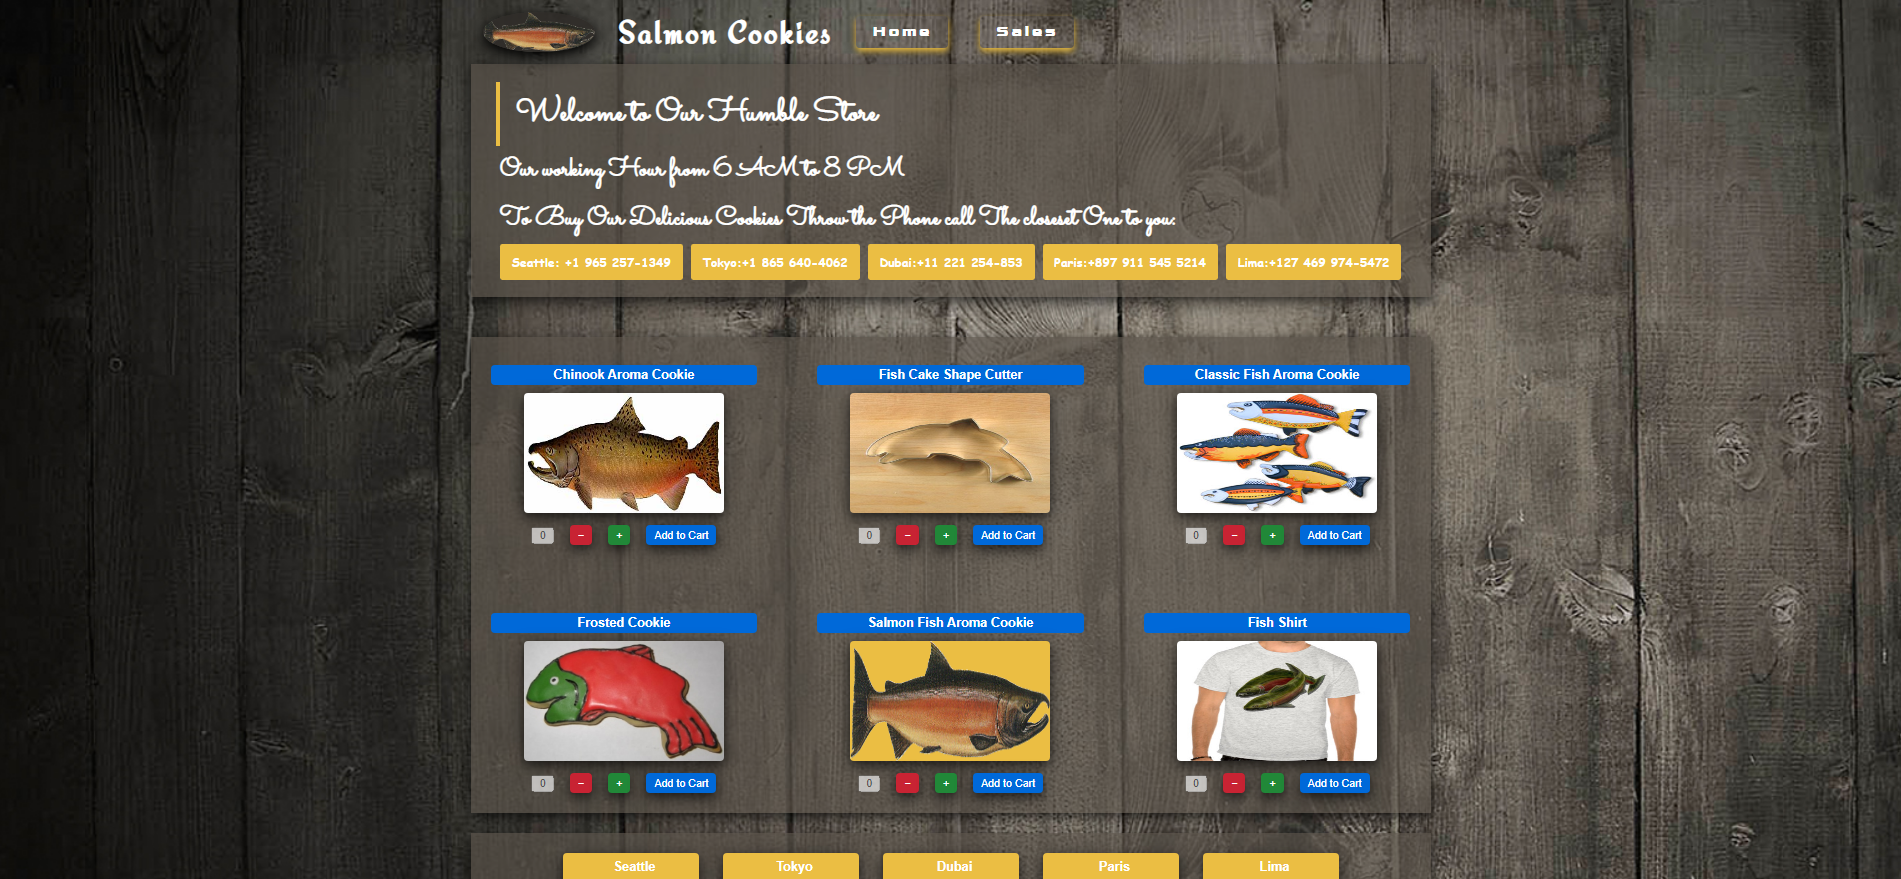 Salmon Cookies Home Sales
Welcome to Our Humble Store
Our working Hour from 6 AM to 8 PM
To Buy Our Delicious Cookies Throw the Phone call The closeset One to you:
Seattle: +1 965 257-1349 Tokyo:+1 865 640-4062 Dubai:+11 221 254-853 Paris:+897 911 545 5214 Lima:+127 469 974-5472
Chinook Aroma Cookie Fish Cake Shape Cutter Classic Fish Aroma Cookie
0 – + Add to Cart 0 – + Add to Cart 0 – + Add to Cart
Frosted Cookie Salmon Fish Aroma Cookie Fish Shirt
0 – + Add to Cart 0 – + Add to Cart 0 – + Add to Cart
Seattle Tokyo Dubai Paris Lima